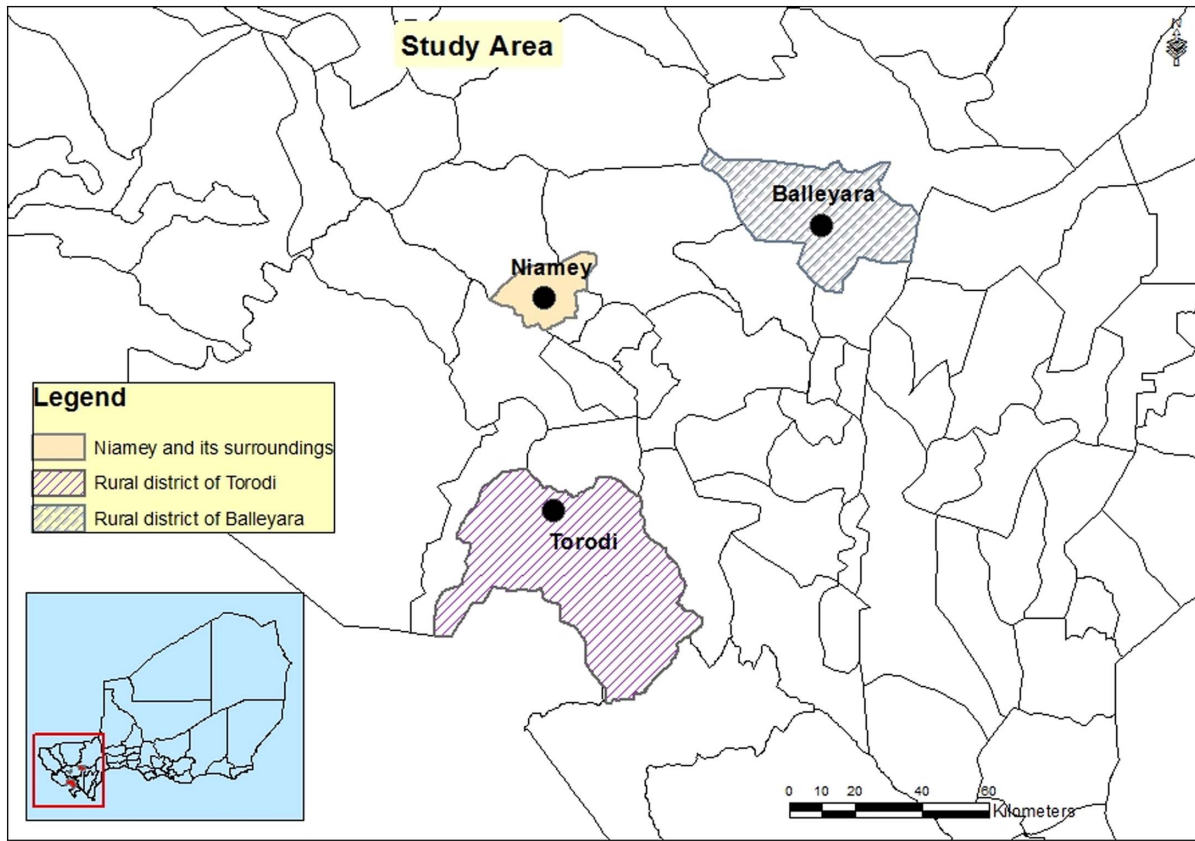 Study Area
N
Balleyara
Niamey
Legend
Niamey and its surroundings
Rural district of Torodi
Rural district of Balleyara
Torodi
0 10 20 40 60
Kilometers